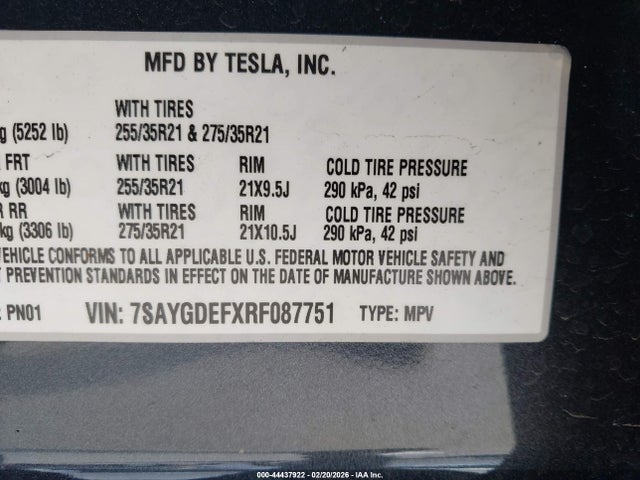 MFD BY TESLA, INC.
WITH TIRES
g (5252 lb) 255/35R21 & 275/35R21
FRT WITH TIRES RIM COLD TIRE PRESSURE
kg (3004 lb) 255/35R21 21X9.5J 290 kPa, 42 psi
R RR WITH TIRES RIM COLD TIRE PRESSURE
kg (3306 lb) 275/35R21 21X10.5J 290 kPa, 42 psi
VEHICLE CONFORMS TO ALL APPLICABLE U.S. FEDERAL MOTOR VEHICLE SAFETY AND
T PREVENTION STANDARDS IN EFFECT ON THE DATE OF MANUFACTURE SHOWN ABOVE.
: PN01 VIN: 7SAYGDEFXRF087751 TYPE: MPV
000-44437922 - 02/20/2026 - IAA Inc.